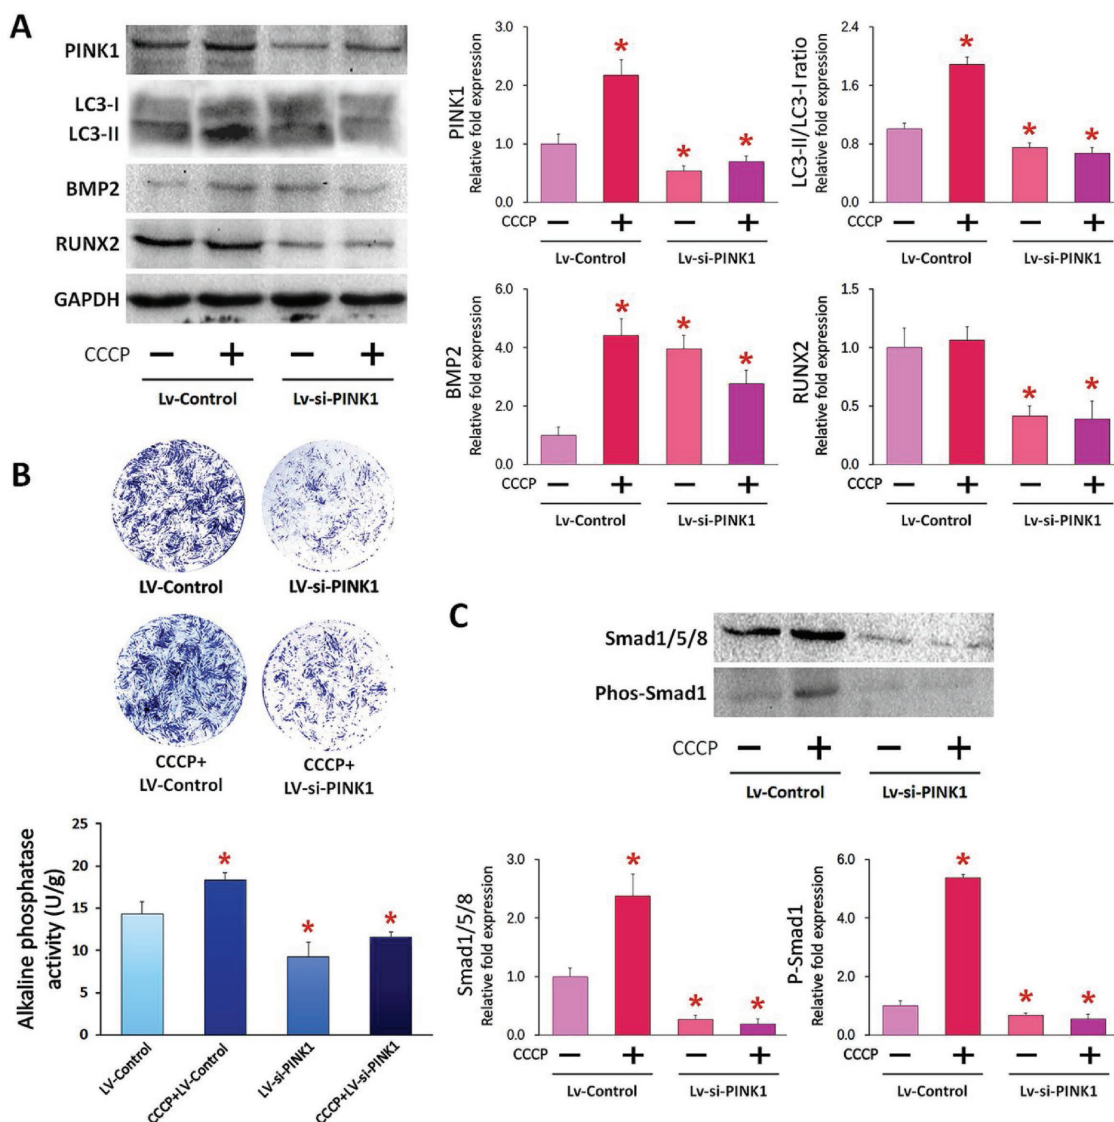 A
PINK1
LC3-I
LC3-II
BMP2
RUNX2
GAPDH
CCCP − + − +
Lv-Control Lv-si-PINK1
PINK1
Relative fold expression
3.0
2.0
1.0
0.0
* * *
CCCP − + − +
Lv-Control Lv-si-PINK1
LC3-II/LC3-I ratio
Relative fold expression
2.4
1.6
0.8
0.0
* * *
CCCP − + − +
Lv-Control Lv-si-PINK1
BMP2
Relative fold expression
6.0
4.0
2.0
0.0
* * *
CCCP − + − +
Lv-Control Lv-si-PINK1
RUNX2
Relative fold expression
1.5
1.0
0.5
0.0
* *
CCCP − + − +
Lv-Control Lv-si-PINK1
B
LV-Control LV-si-PINK1
CCCP+ CCCP+
LV-Control LV-si-PINK1
Alkaline phosphatase
activity (U/g)
25
20
15
10
5
0
* * *
LV-Control
CCCP+LV-Control
LV-si-PINK1
CCCP+LV-si-PINK1
C
Smad1/5/8
Phos-Smad1
CCCP − + − +
Lv-Control Lv-si-PINK1
Smad1/5/8
Relative fold expression
3.0
2.0
1.0
0.0
* * *
CCCP − + − +
Lv-Control Lv-si-PINK1
P-Smad1
Relative fold expression
6.0
4.0
2.0
0.0
* * *
CCCP − + − +
Lv-Control Lv-si-PINK1